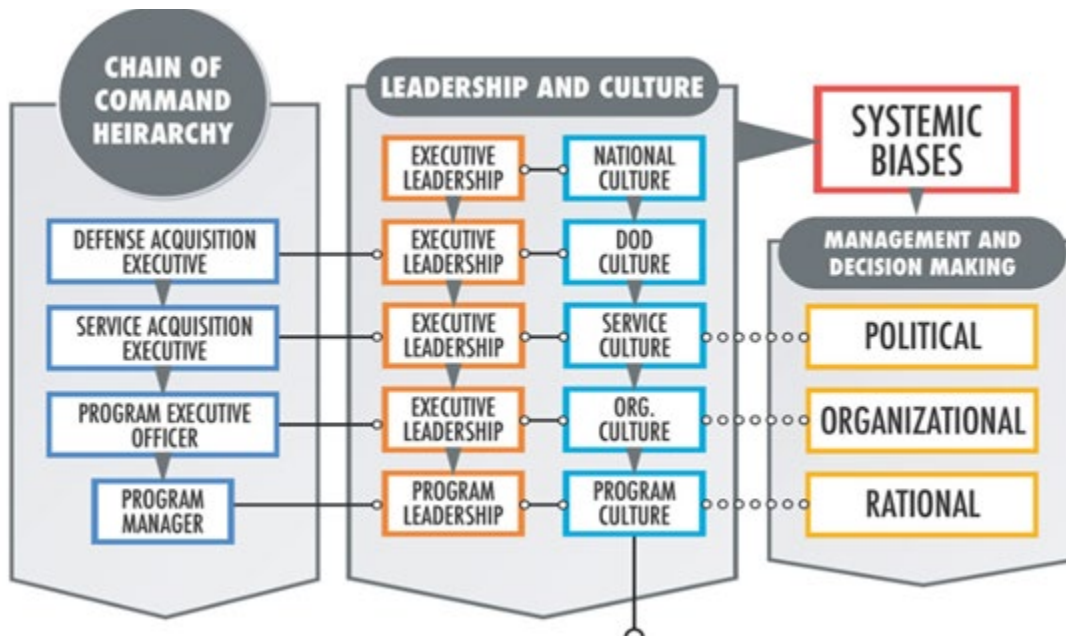 CHAIN OF
COMMAND
HEIRARCHY
DEFENSE ACQUISITION
EXECUTIVE
SERVICE ACQUISITION
EXECUTIVE
PROGRAM EXECUTIVE
OFFICER
PROGRAM
MANAGER
LEADERSHIP AND CULTURE
EXECUTIVE
LEADERSHIP
NATIONAL
CULTURE
EXECUTIVE
LEADERSHIP
DOD
CULTURE
EXECUTIVE
LEADERSHIP
SERVICE
CULTURE
EXECUTIVE
LEADERSHIP
ORG.
CULTURE
PROGRAM
LEADERSHIP
PROGRAM
CULTURE
SYSTEMIC
BIASES
MANAGEMENT AND
DECISION MAKING
POLITICAL
ORGANIZATIONAL
RATIONAL